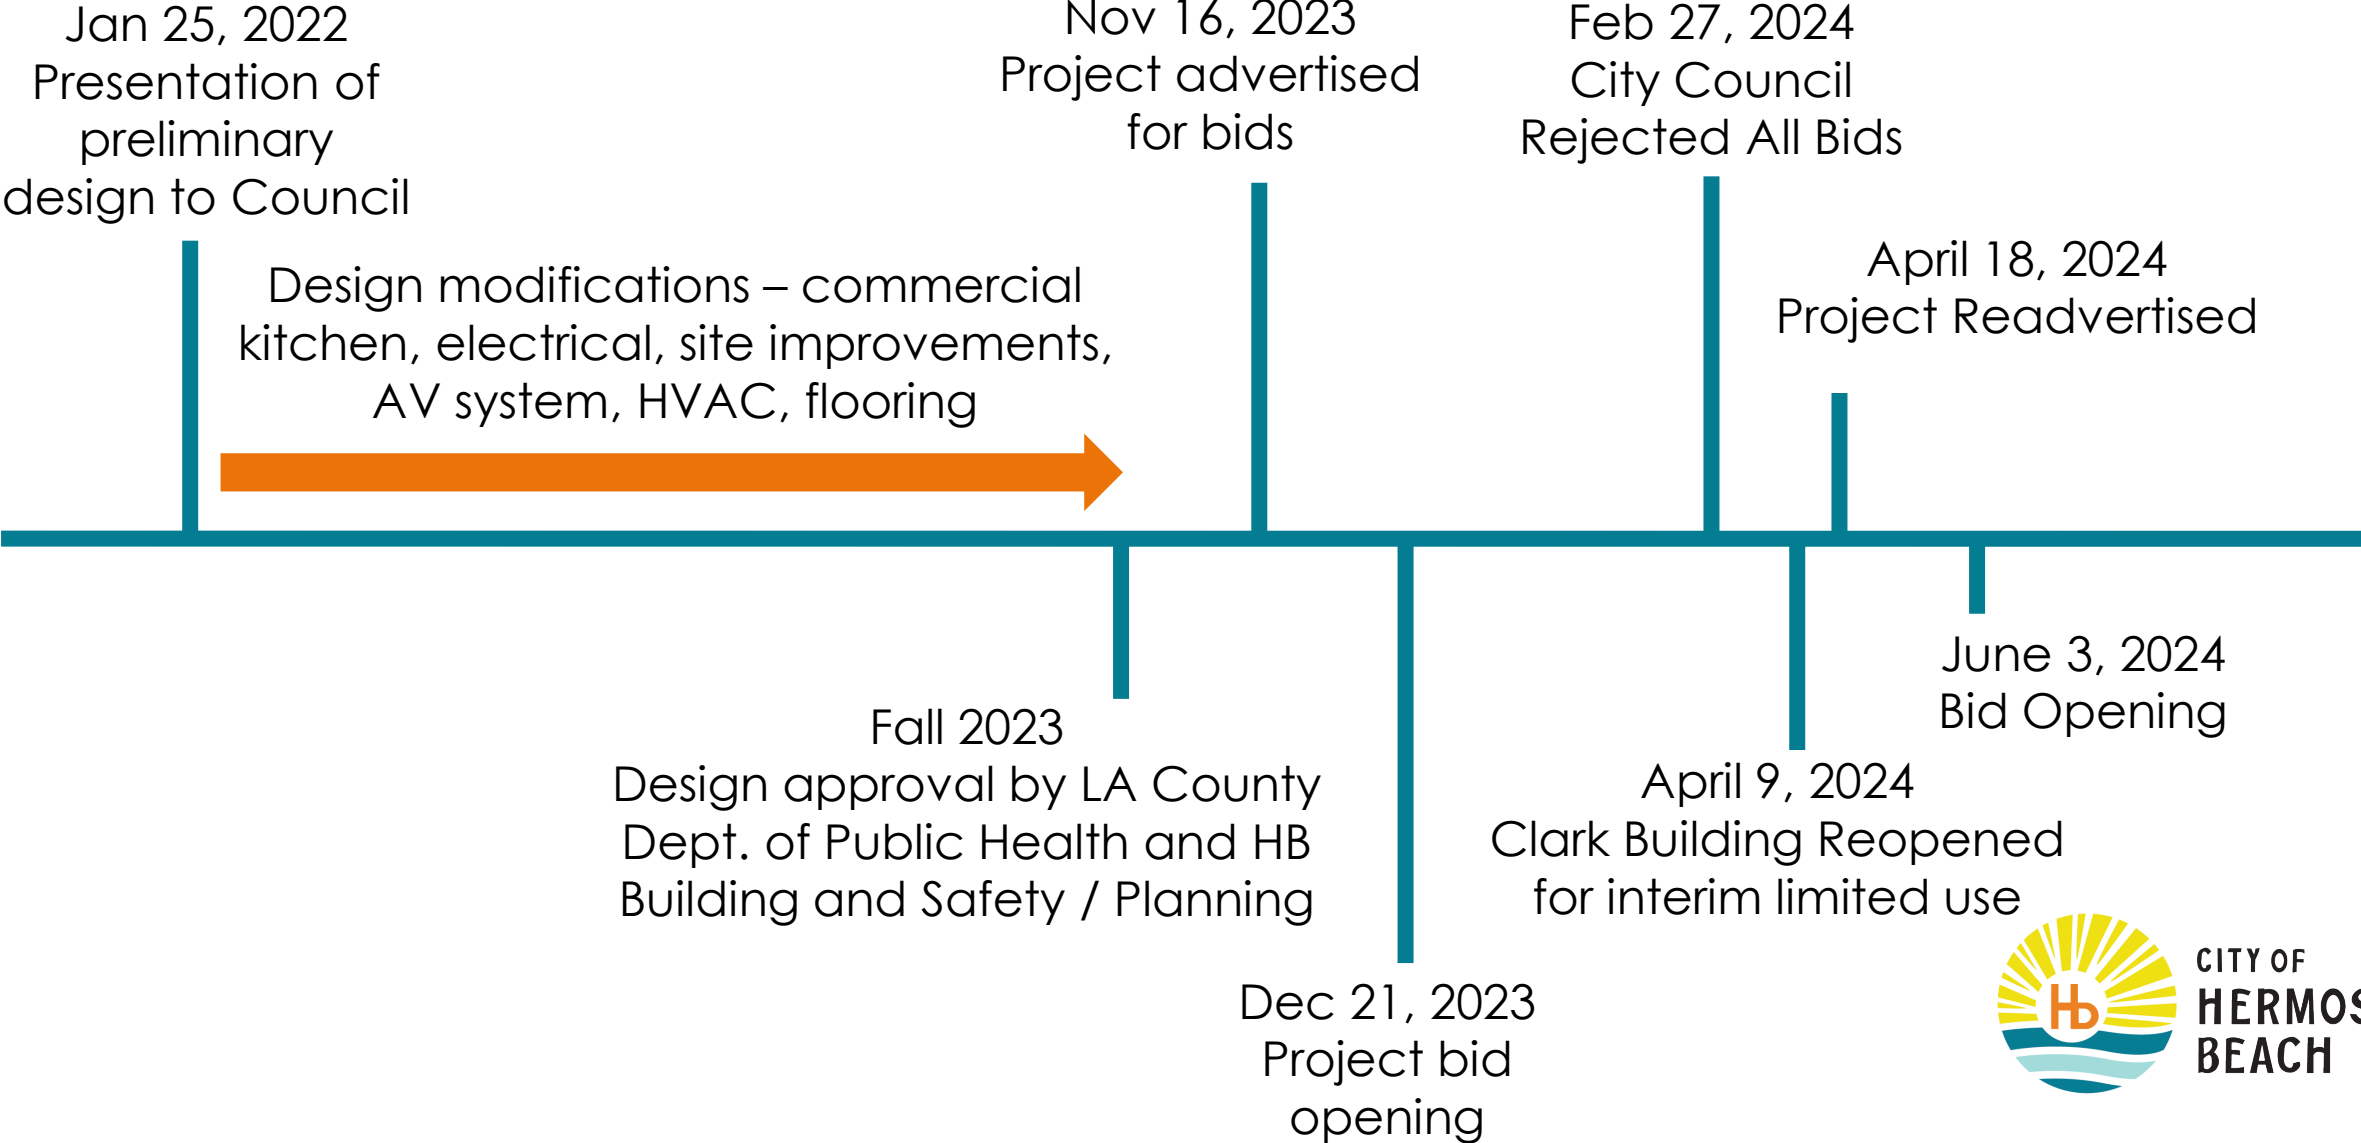 Jan 25, 2022
Presentation of
preliminary
design to Council
Design modifications – commercial
kitchen, electrical, site improvements,
AV system, HVAC, flooring
Nov 16, 2023
Project advertised
for bids
Feb 27, 2024
City Council
Rejected All Bids
April 18, 2024
Project Readvertised
Fall 2023
Design approval by LA County
Dept. of Public Health and HB
Building and Safety / Planning
Dec 21, 2023
Project bid
opening
April 9, 2024
Clark Building Reopened
for interim limited use
June 3, 2024
Bid Opening
Hb
CITY OF
HERMOS
BEACH